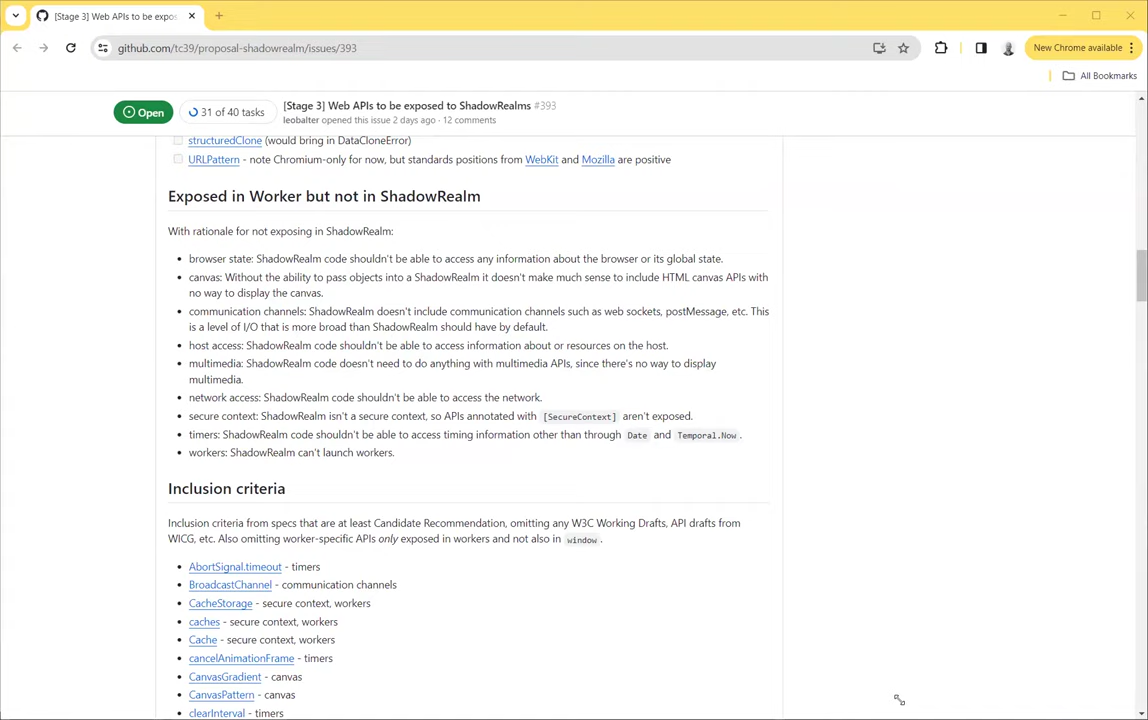 [Stage 3] Web APIs to be expos
github.com/tc39/proposal-shadowrealm/issues/393
New Chrome available
All Bookmarks
Open
31 of 40 tasks
[Stage 3] Web APIs to be exposed to ShadowRealms #393
leobalter opened this issue 2 days ago · 12 comments
structuredClone (would bring in DataCloneError)
URLPattern - note Chromium-only for now, but standards positions from WebKit and Mozilla are positive
Exposed in Worker but not in ShadowRealm
With rationale for not exposing in ShadowRealm:
• browser state: ShadowRealm code shouldn't be able to access any information about the browser or its global state.
• canvas: Without the ability to pass objects into a ShadowRealm it doesn't make much sense to include HTML canvas APIs with
no way to display the canvas.
• communication channels: ShadowRealm doesn't include communication channels such as web sockets, postMessage, etc. This
is a level of I/O that is more broad than ShadowRealm should have by default.
• host access: ShadowRealm code shouldn't be able to access information about or resources on the host.
• multimedia: ShadowRealm code doesn't need to do anything with multimedia APIs, since there's no way to display
multimedia.
• network access: ShadowRealm code shouldn't be able to access the network.
• secure context: ShadowRealm isn't a secure context, so APIs annotated with [SecureContext] aren't exposed.
• timers: ShadowRealm code shouldn't be able to access timing information other than through Date and Temporal.Now.
• workers: ShadowRealm can't launch workers.
Inclusion criteria
Inclusion criteria from specs that are at least Candidate Recommendation, omitting any W3C Working Drafts, API drafts from
WICG, etc. Also omitting worker-specific APIs only exposed in workers and not also in window.
• AbortSignal.timeout - timers
• BroadcastChannel - communication channels
• CacheStorage - secure context, workers
• caches - secure context, workers
• Cache - secure context, workers
• cancelAnimationFrame - timers
• CanvasGradient - canvas
• CanvasPattern - canvas
• clearInterval - timers